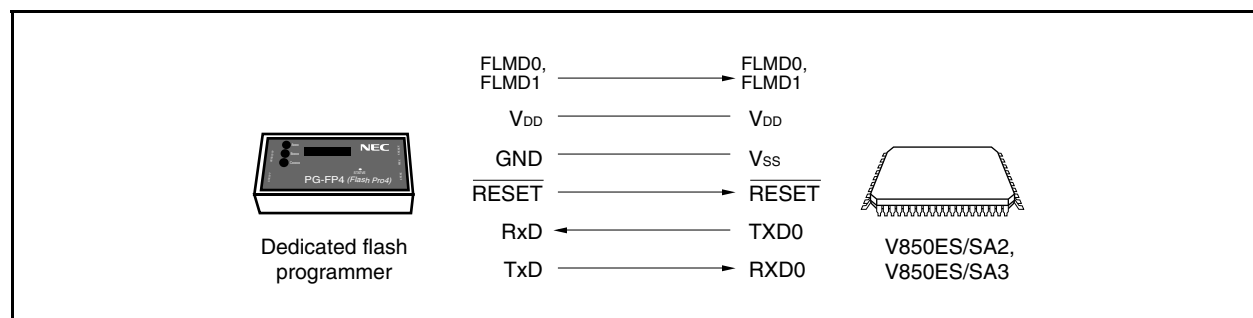 FLMD0, FLMD0,
FLMD1 FLMD1
VDD VDD
GND VSS
RESET RESET
RxD TXD0
TxD RXD0
NEC
PG-FP4 (Flash Pro4)
Dedicated flash
programmer
V850ES/SA2,
V850ES/SA3